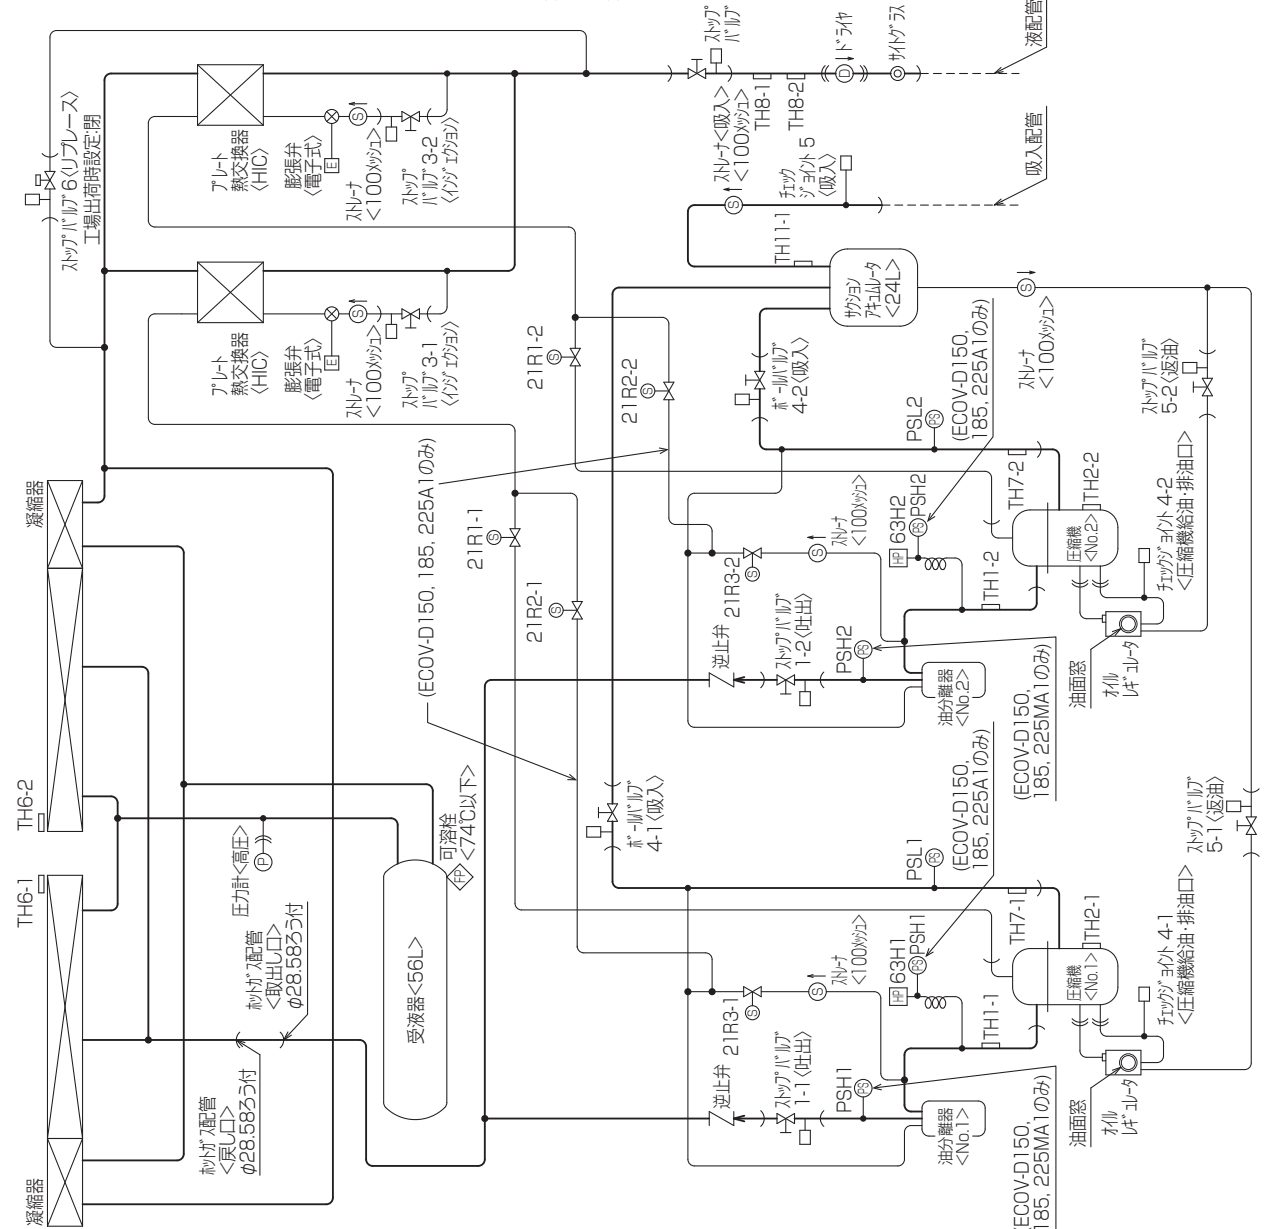 凝縮器
TH6-2
TH6-1
凝縮器
ストップバルブ6〈リプレース〉
工場出荷時設定:閉
プレート
熱交換器
〈HIC〉
膨張弁
〈電子式〉
E
S
ストレーナ
<100メッシュ>
ストップ
バルブ3-2
〈インジェクション〉
プレート
熱交換器
〈HIC〉
膨張弁
〈電子式〉
E
S
ストレーナ
<100メッシュ>
ストップ
バルブ3-1
〈インジェクション〉
ストップ
バルブ
TH8-1
TH8-2
D
ドライヤ
サイトグラス
液配管
ストレーナ<吸入>
<100メッシュ>
S
チェック
ジョイント5
〈吸入〉
吸入配管
TH11-1
サクション
アキュムレータ
<24L>
S
ストレーナ
<100メッシュ>
21R1-2
S
21R2-2
S
21R1-1
S
21R2-1
S
(ECOV-D150, 185, 225A1のみ)
ボールバルブ
4-2〈吸入〉
ボールバルブ
4-1〈吸入〉
PSL2
PS
(ECOV-D150,
185, 225A1のみ)
TH7-2
TH2-2
圧縮機
<No.2>
ストップバルブ
5-2〈返油〉
チェックジョイント4-2
〈圧縮機給油・排油口〉
油面窓
オイル
レギュレータ
21R3-2
S
S
ストレーナ
<100メッシュ>
HP
63H2
PS
PSH2
TH1-2
逆止弁
ストップバルブ
1-2〈吐出〉
PSH2
PS
油分離器
<No.2>
(ECOV-D150,
185, 225MA1のみ)
圧力計〈高圧〉
P
可溶栓
<74℃以下>
FP
受液器<56L>
ホットガス配管
〈取出し口〉
φ28.58ろう付
ホットガス配管
〈戻し口〉
φ28.58ろう付
PSL1
PS
(ECOV-D150,
185, 225A1のみ)
TH7-1
TH2-1
圧縮機
<No.1>
ストップバルブ
5-1〈返油〉
チェックジョイント4-1
〈圧縮機給油・排油口〉
油面窓
オイル
レギュレータ
21R3-1
S
S
ストレーナ
<100メッシュ>
HP
63H1
PS
PSH1
TH1-1
逆止弁
ストップバルブ
1-1〈吐出〉
PSH1
PS
油分離器
<No.1>
(ECOV-D150,
185, 225MA1のみ)